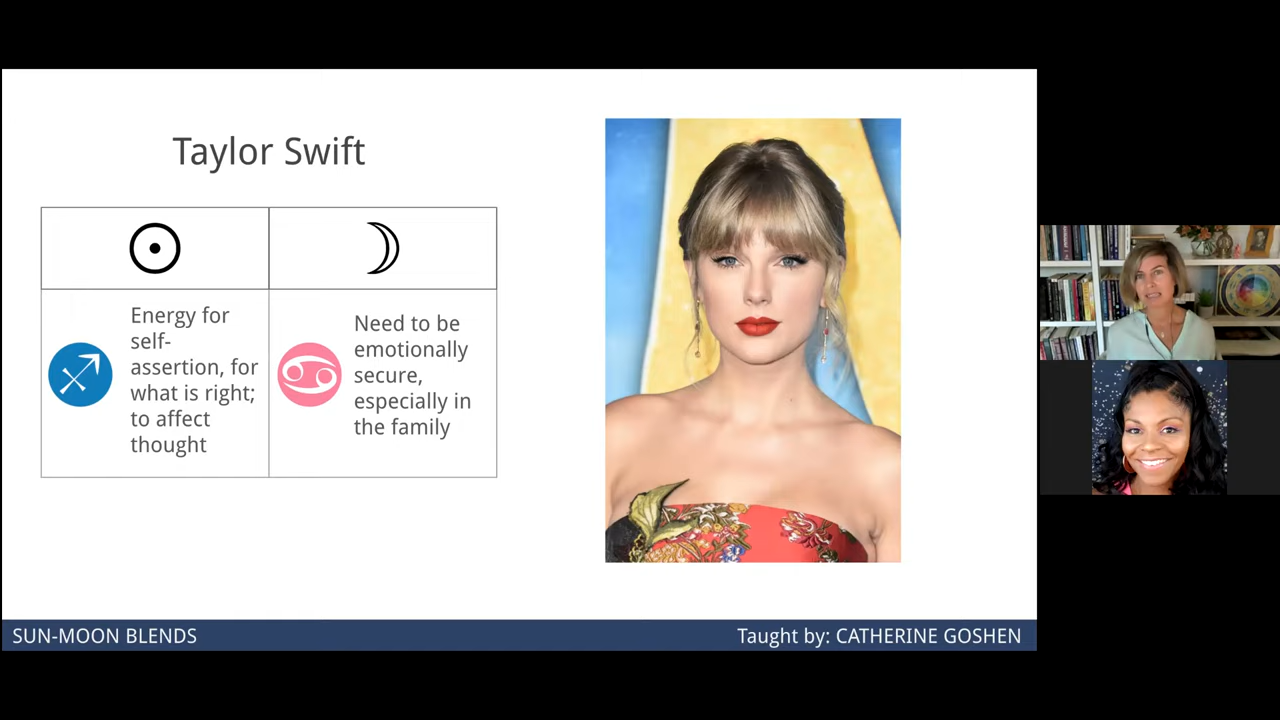 Taylor Swift
Energy for
self-
assertion, for
what is right;
to affect
thought
Need to be
emotionally
secure,
especially in
the family
SUN-MOON BLENDS
Taught by: CATHERINE GOSHEN